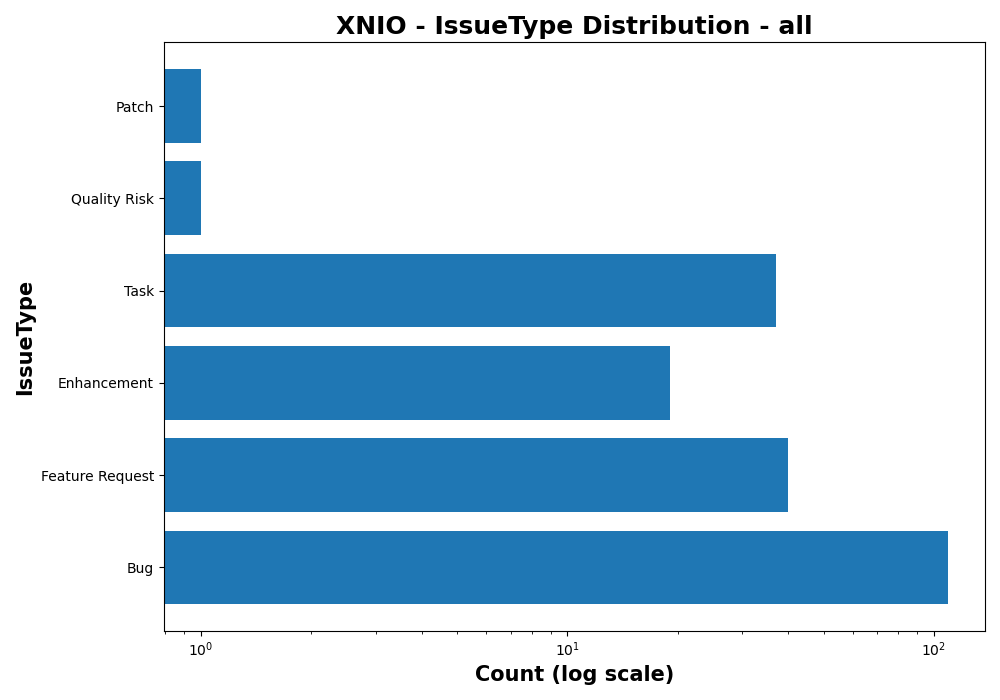 XNIO - IssueType Distribution - all
IssueType
Patch
Quality Risk
Task
Enhancement
Feature Request
Bug
10⁰
10¹
10²
Count (log scale)